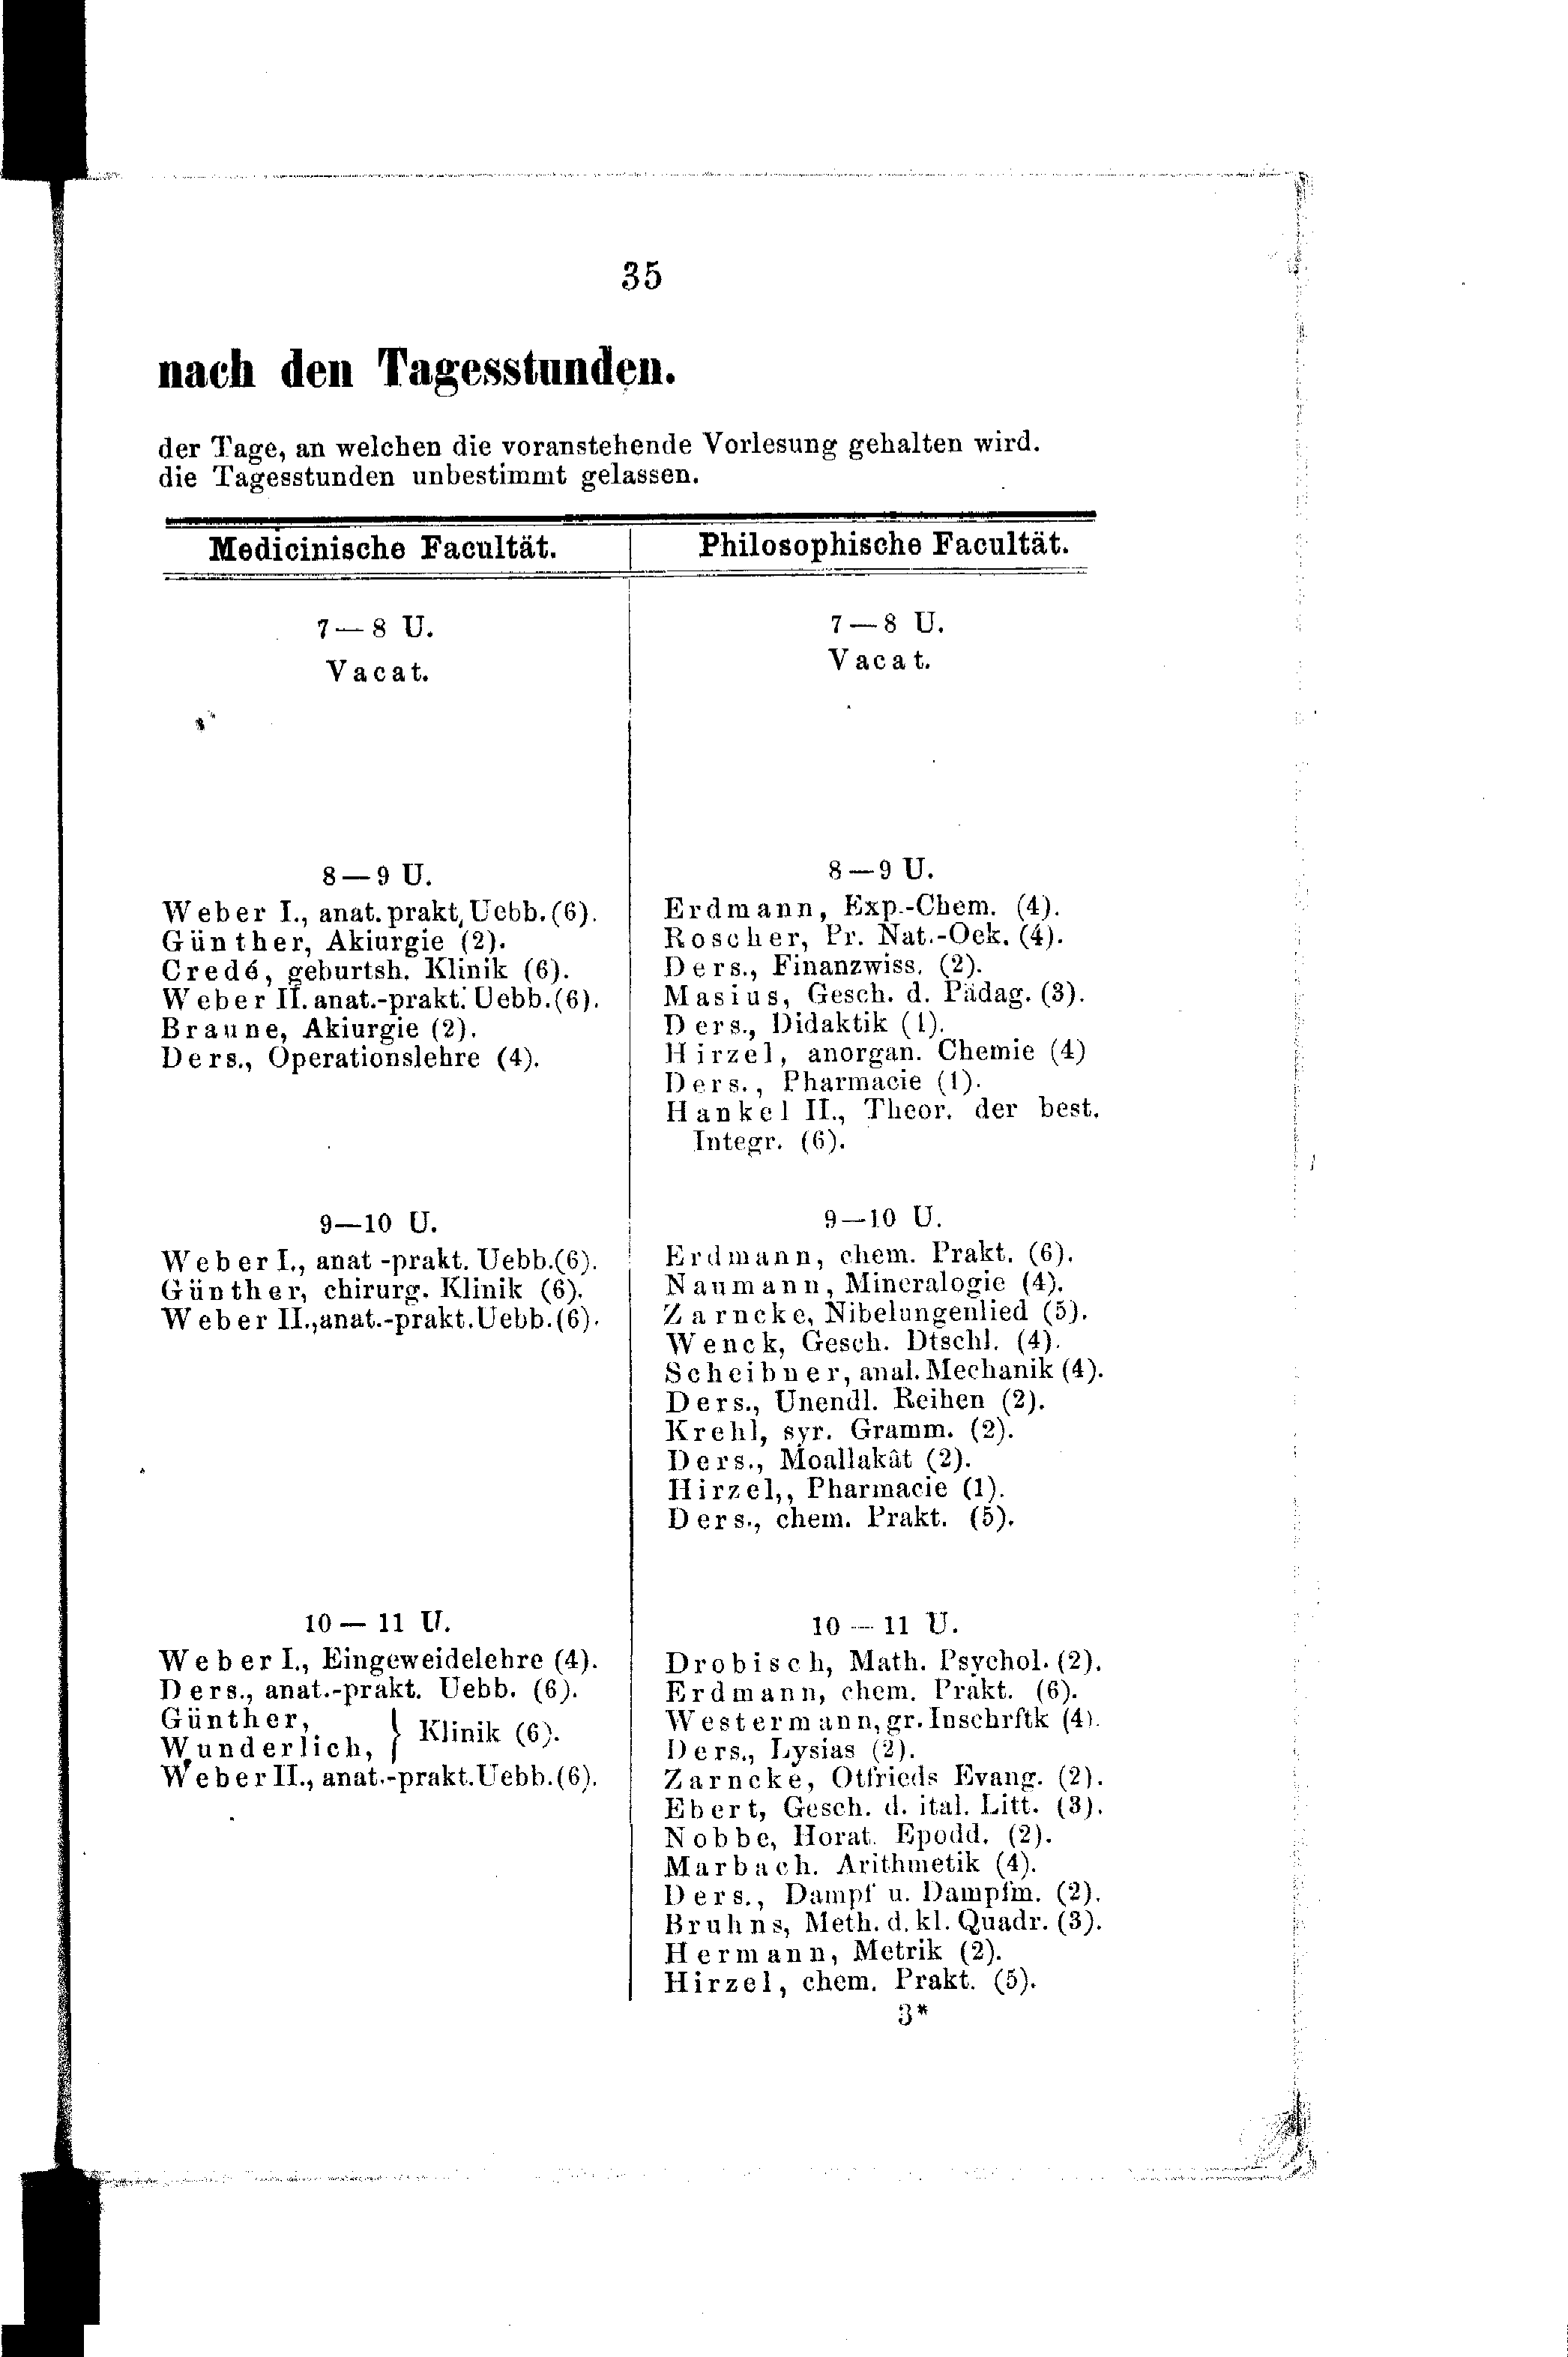 35
nach den Tagesstunden.
der Tage, an welchen die voranstehende Vorlesung gehalten wird.
die Tagesstunden unbestimmt gelassen.
Medicinische Facultät.
7—8 U.
Vacat.
8—9 U.
Weber I., anat. prakt. Uebb. (6).
Günther, Akiurgie (2).
Credé, geburtsh. Klinik (6).
Weber II. anat.-prakt. Uebb. (6).
Braune, Akiurgie (2).
Ders., Operationslehre (4).
9—10 U.
Weber I., anat -prakt. Uebb.(6).
Günther, chirurg. Klinik (6).
Weber II.,anat.-prakt.Uebb.(6).
10—11 U.
Weber I., Eingeweidelehre (4).
Ders., anat.-prakt. Uebb. (6).
Günther,
Wunderlich, } Klinik (6).
Weber II., anat.-prakt.Uebb.(6).
Philosophische Facultät.
7—8 U.
Vacat.
8—9 U.
Erdmann, Exp.-Chem. (4).
Roscher, Pr. Nat.-Oek. (4).
Ders., Finanzwiss. (2).
Masius, Gesch. d. Pädag. (3).
Ders., Didaktik (1).
Hirzel, anorgan. Chemie (4)
Ders., Pharmacie (1).
Hankel II., Theor. der best.
Integr. (6).
9—10 U.
Erdmann, chem. Prakt. (6).
Naumann, Mineralogie (4).
Zarncke, Nibelungenlied (5).
Wenck, Gesch. Dtschl. (4).
Scheibner, anal. Mechanik (4).
Ders., Unendl. Reihen (2).
Krehl, syr. Gramm. (2).
Ders., Moallakât (2).
Hirzel,, Pharmacie (1).
Ders., chem. Prakt. (5).
10—11 U.
Drobisch, Math. Psychol. (2).
Erdmann, chem. Prakt. (6).
Westermann, gr. Inschrftk (4).
Ders., Lysias (2).
Zarncke, Otfrieds Evang. (2).
Ebert, Gesch. d. ital. Litt. (3).
Nobbe, Horat. Epodd. (2).
Marbach. Arithmetik (4).
Ders., Dampf u. Dampfm. (2).
Bruhns, Meth. d. kl. Quadr. (3).
Hermann, Metrik (2).
Hirzel, chem. Prakt. (5).
3*